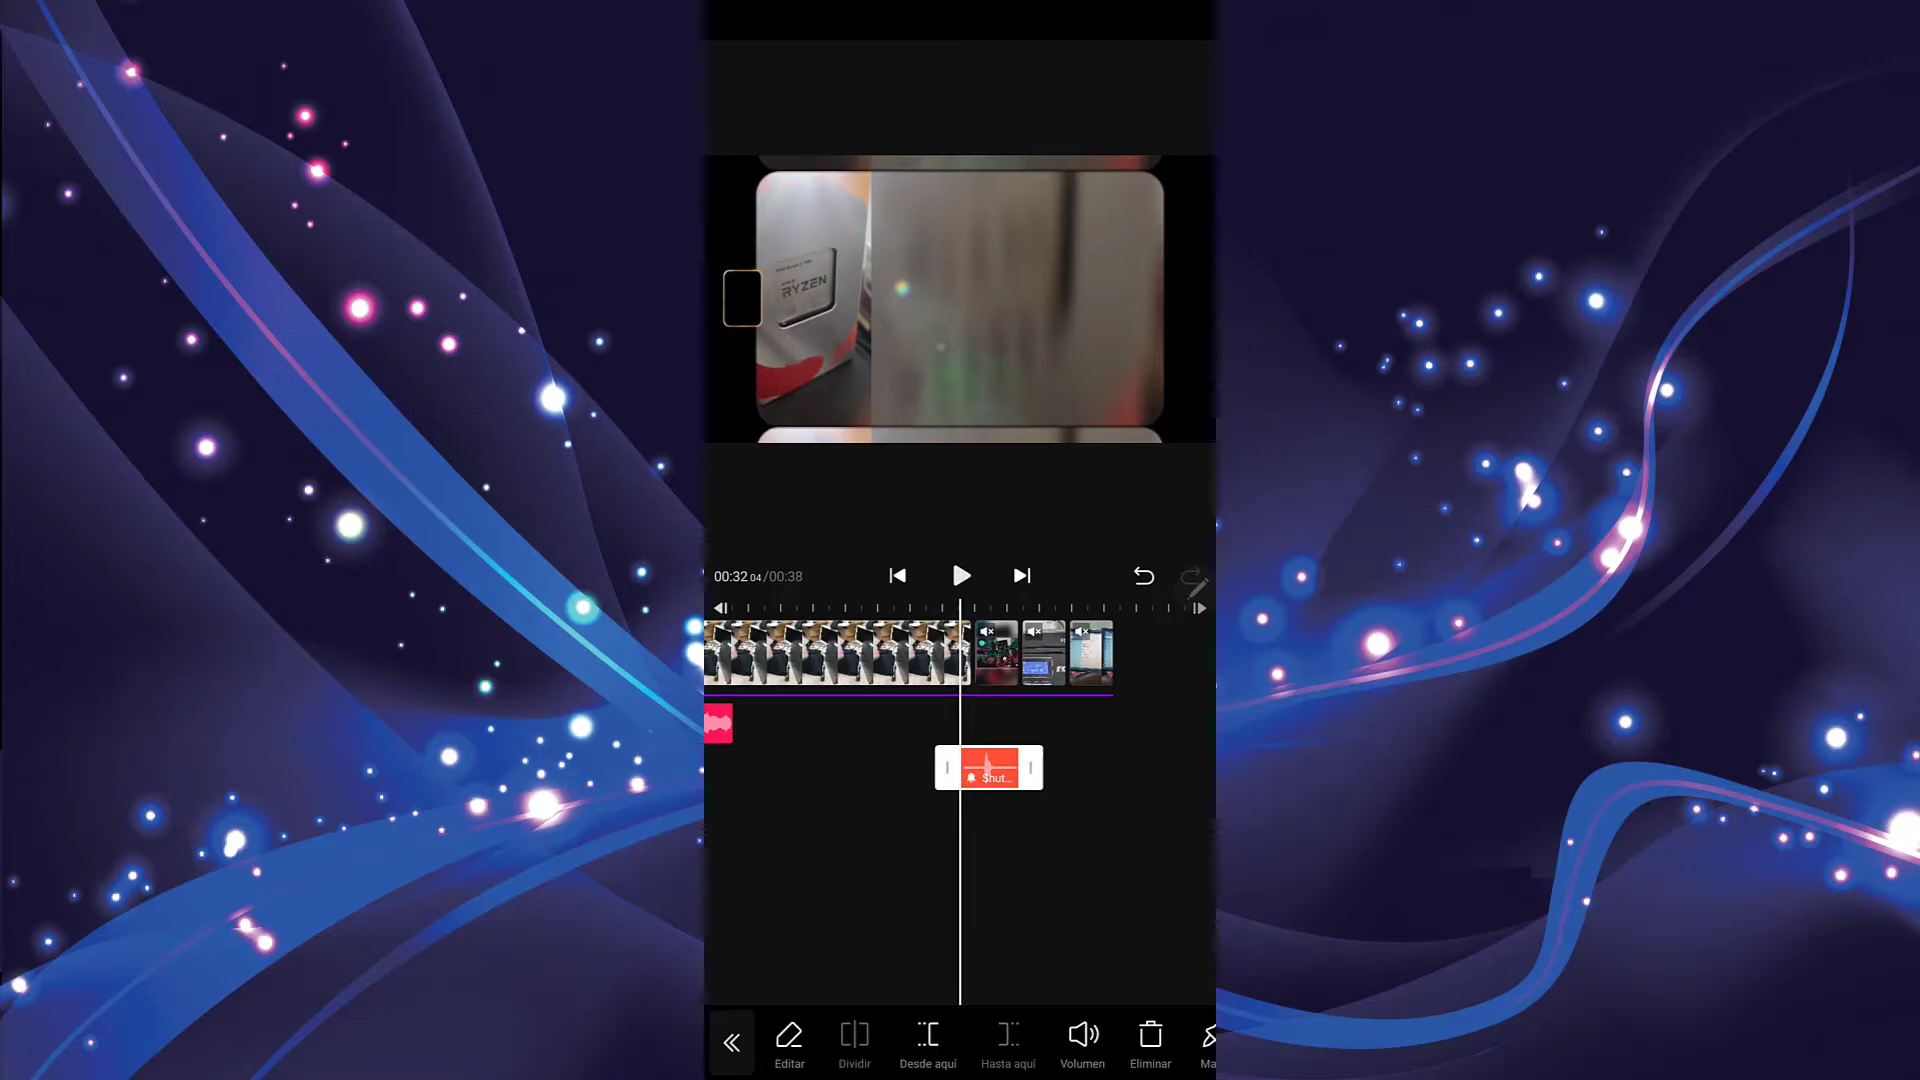 RYZEN
00:32 04/00:38
Shut...
Editar
Dividir
Desde aquí
Hasta aquí
Volumen
Eliminar
Ma